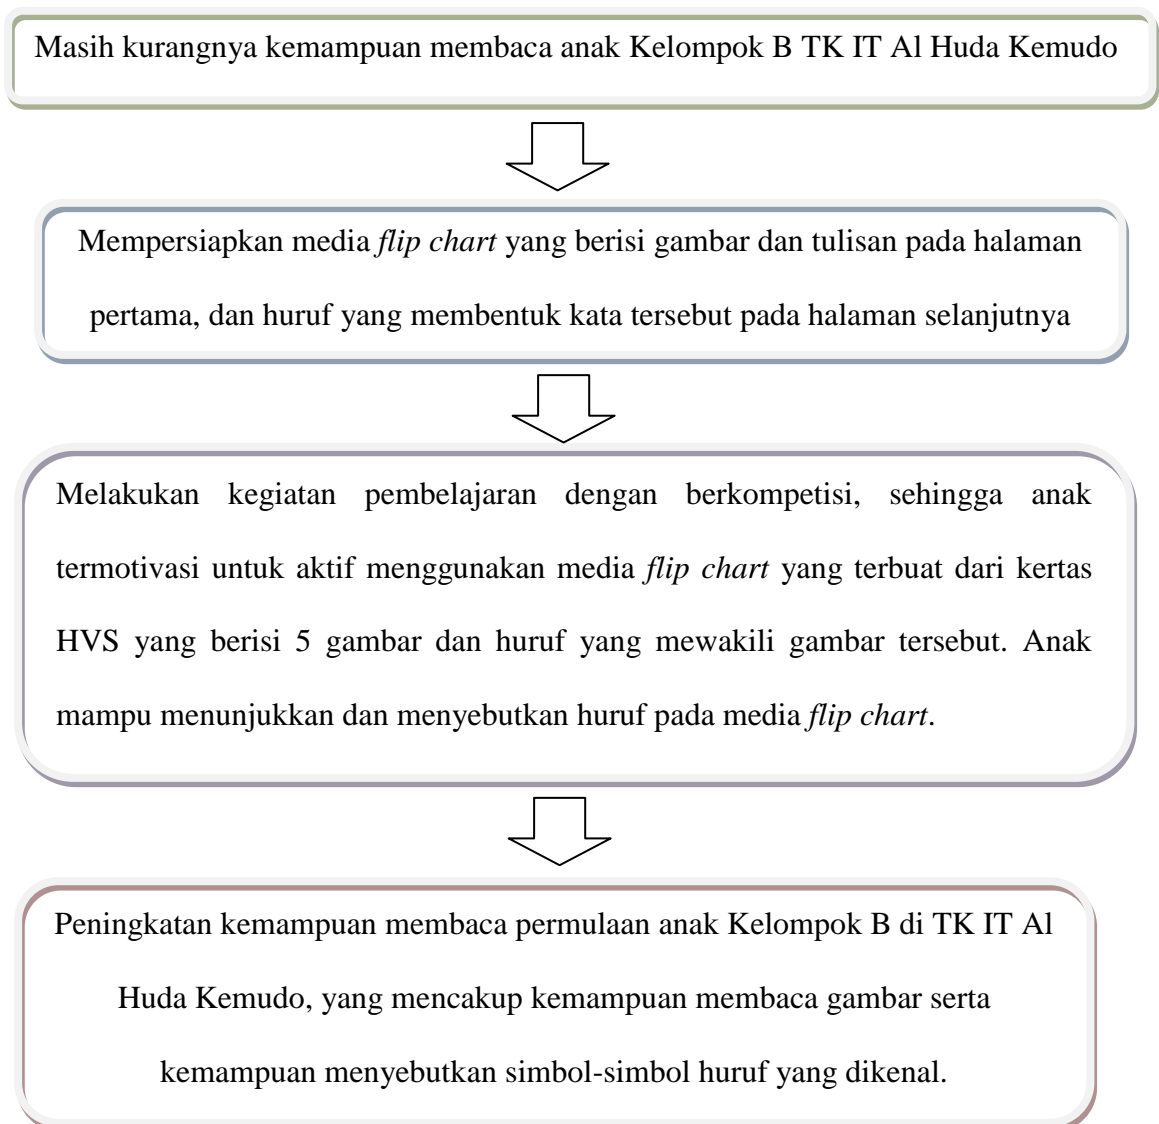 Masih kurangnya kemampuan membaca anak Kelompok B TK IT Al Huda Kemudo
Mempersiapkan media flip chart yang berisi gambar dan tulisan pada halaman
pertama, dan huruf yang membentuk kata tersebut pada halaman selanjutnya
Melakukan kegiatan pembelajaran dengan berkompetisi, sehingga anak
termotivasi untuk aktif menggunakan media flip chart yang terbuat dari kertas
HVS yang berisi 5 gambar dan huruf yang mewakili gambar tersebut. Anak
mampu menunjukkan dan menyebutkan huruf pada media flip chart.
Peningkatan kemampuan membaca permulaan anak Kelompok B di TK IT Al
Huda Kemudo, yang mencakup kemampuan membaca gambar serta
kemampuan menyebutkan simbol-simbol huruf yang dikenal.